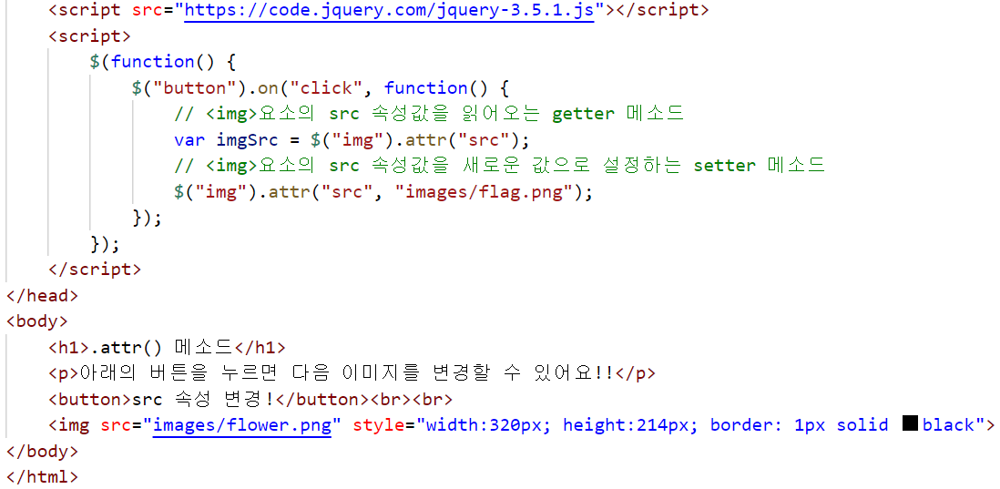 <script src="https://code.jquery.com/jquery-3.5.1.js"></script>
<script>
$(function() {
$("button").on("click", function() {
// <img>요소의 src 속성값을 읽어오는 getter 메소드
var imgSrc = $("img").attr("src");
// <img>요소의 src 속성값을 새로운 값으로 설정하는 setter 메소드
$("img").attr("src", "images/flag.png");
});
});
</script>
</head>
<body>
<h1>.attr() 메소드</h1>
<p>아래의 버튼을 누르면 다음 이미지를 변경할 수 있어요!!</p>
<button>src 속성 변경!</button><br><br>
<img src="images/flower.png" style="width:320px; height:214px; border: 1px solid black">
</body>
</html>